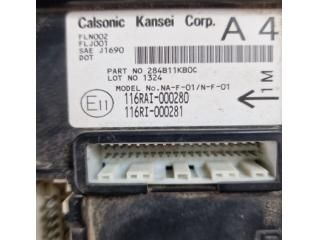 Calsonic Kansei Corp.
A 4
FLN002
FLJ001
SAE J1690
DOT
PART NO 284B11KB0C
LOT NO 1324
MODEL No.NA-F-01/N-F-01
E11
116RAI-000280
116RI-000281
1M